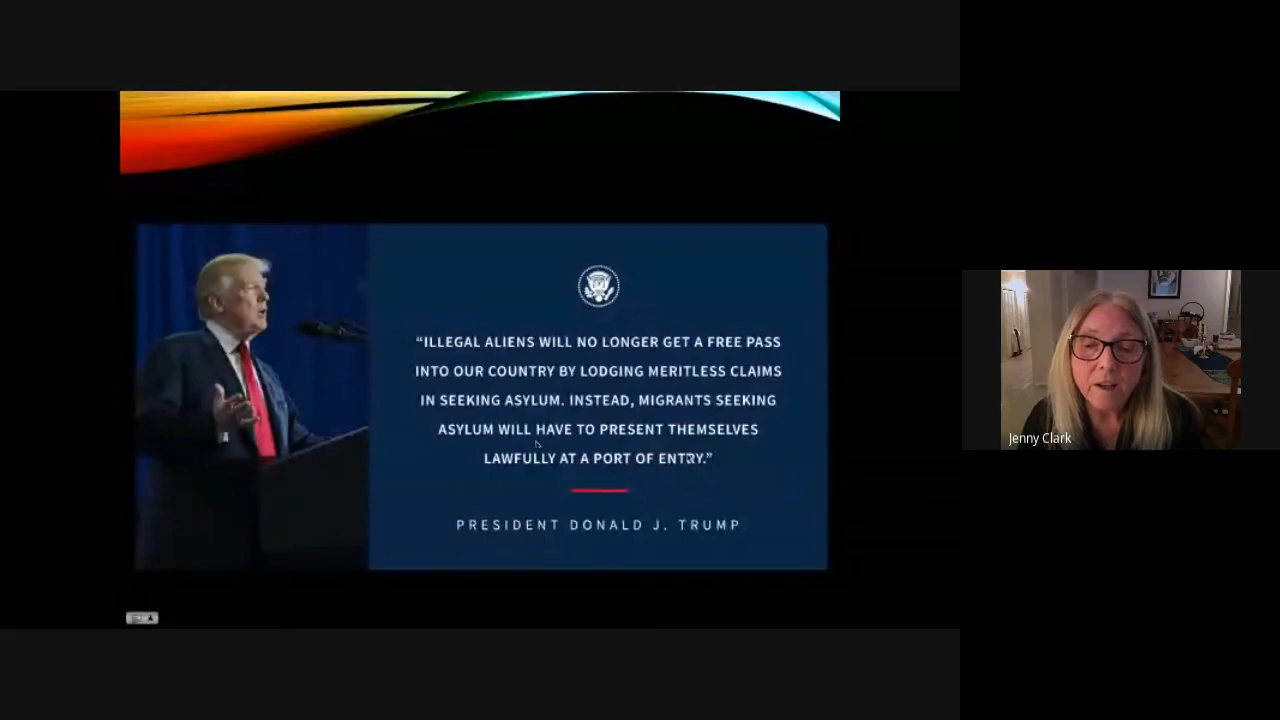 “ILLEGAL ALIENS WILL NO LONGER GET A FREE PASS
INTO OUR COUNTRY BY LODGING MERITLESS CLAIMS
IN SEEKING ASYLUM. INSTEAD, MIGRANTS SEEKING
ASYLUM WILL HAVE TO PRESENT THEMSELVES
LAWFULLY AT A PORT OF ENTRY.”
PRESIDENT DONALD J. TRUMP
Jenny Clark